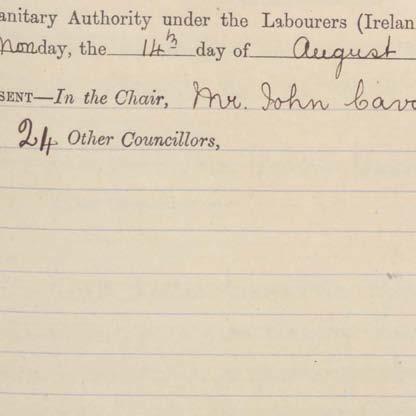 anitary Authority under the Labourers (Irelan
Monday, the 14th day of August
SENT—In the Chair, Mr. John Cavo
24 Other Councillors,